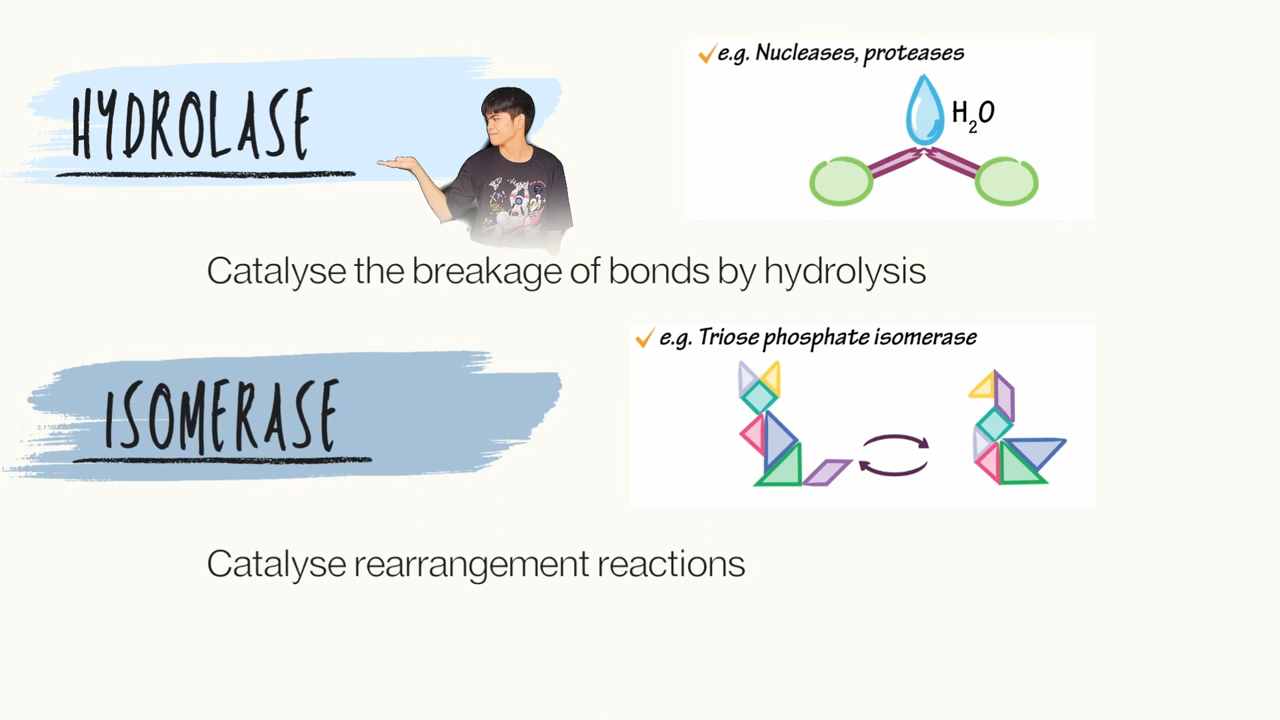 HYDROLASE
e.g. Nucleases, proteases
H₂O
Catalyse the breakage of bonds by hydrolysis
ISOMERASE
e.g. Triose phosphate isomerase
Catalyse rearrangement reactions